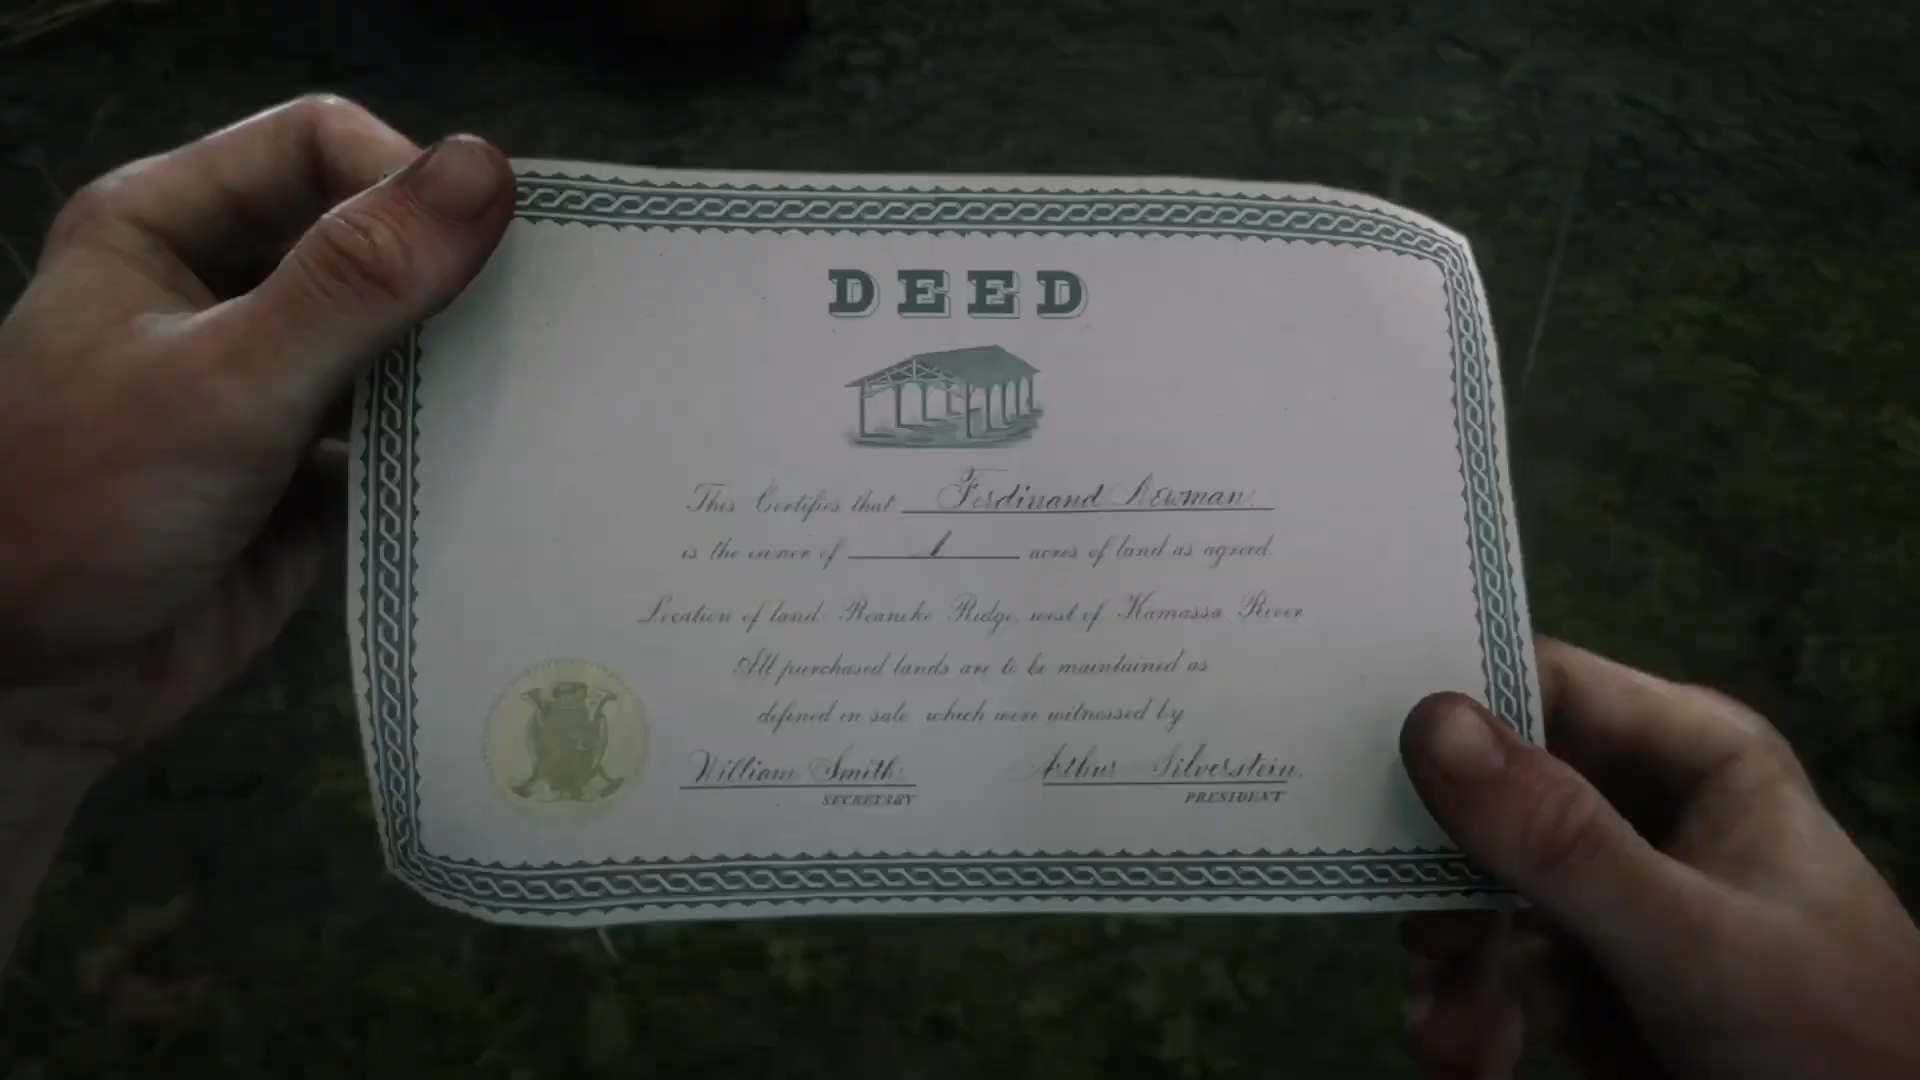 DEED
This Certifies that Ferdinand Newman
is the owner of 1 acres of land as agreed.
Location of land: Roanoke Ridge, west of Kamassa River
All purchased lands are to be maintained as
defined in sale which were witnessed by
William Smith Arthur Silverstein
SECRETARY PRESIDENT